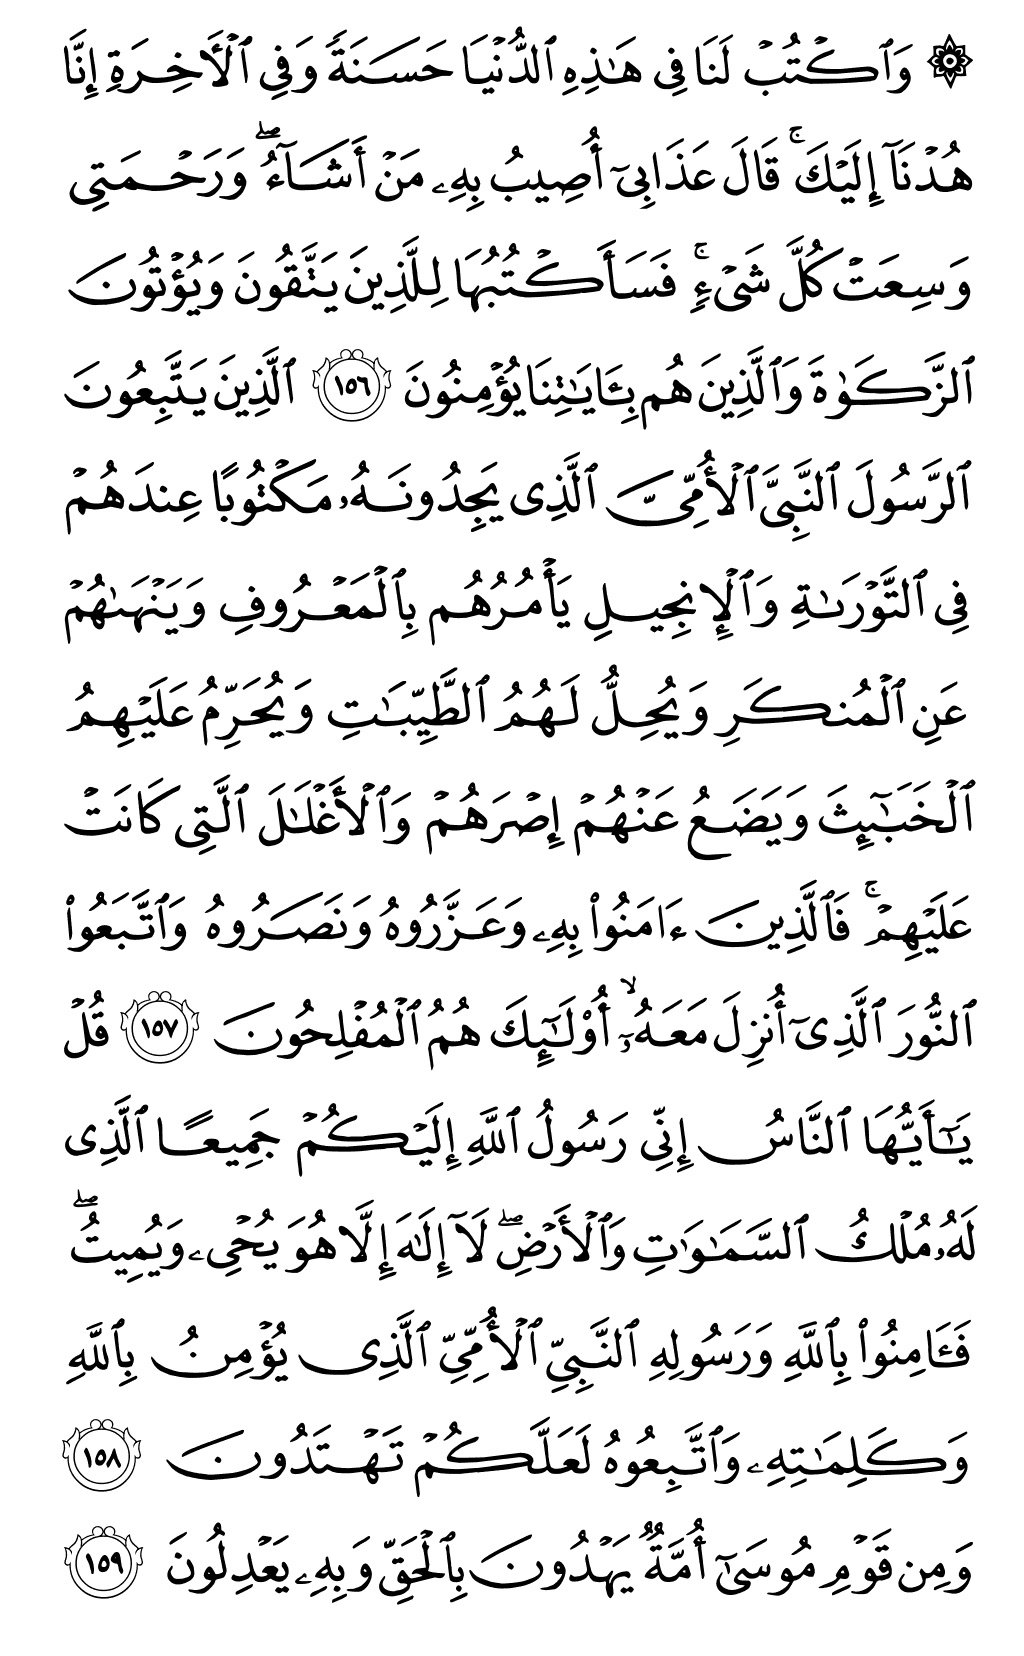 ۞ وَٱكۡتُبۡ لَنَا فِي هَٰذِهِ ٱلدُّنۡيَا حَسَنَةٗ وَفِي ٱلۡأٓخِرَةِ إِنَّا
هُدۡنَآ إِلَيۡكَۚ قَالَ عَذَابِيٓ أُصِيبُ بِهِۦ مَنۡ أَشَآءُۖ وَرَحۡمَتِي
وَسِعَتۡ كُلَّ شَيۡءٖۚ فَسَأَكۡتُبُهَا لِلَّذِينَ يَتَّقُونَ وَيُؤۡتُونَ
ٱلزَّكَوٰةَ وَٱلَّذِينَ هُم بِـَٔايَٰتِنَا يُؤۡمِنُونَ ١٥٦ ٱلَّذِينَ يَتَّبِعُونَ
ٱلرَّسُولَ ٱلنَّبِيَّ ٱلۡأُمِّيَّ ٱلَّذِي يَجِدُونَهُۥ مَكۡتُوبًا عِندَهُمۡ
فِي ٱلتَّوۡرَىٰةِ وَٱلۡإِنجِيلِ يَأۡمُرُهُم بِٱلۡمَعۡرُوفِ وَيَنۡهَىٰهُمۡ
عَنِ ٱلۡمُنكَرِ وَيُحِلُّ لَهُمُ ٱلطَّيِّبَٰتِ وَيُحَرِّمُ عَلَيۡهِمُ
ٱلۡخَبَٰٓئِثَ وَيَضَعُ عَنۡهُمۡ إِصۡرَهُمۡ وَٱلۡأَغۡلَٰلَ ٱلَّتِي كَانَتۡ
عَلَيۡهِمۡۚ فَٱلَّذِينَ ءَامَنُواْ بِهِۦ وَعَزَّرُوهُ وَنَصَرُوهُ وَٱتَّبَعُواْ
ٱلنُّورَ ٱلَّذِيٓ أُنزِلَ مَعَهُۥٓۙ أُوْلَٰٓئِكَ هُمُ ٱلۡمُفۡلِحُونَ ١٥٧ قُلۡ
يَٰٓأَيُّهَا ٱلنَّاسُ إِنِّي رَسُولُ ٱللَّهِ إِلَيۡكُمۡ جَمِيعًا ٱلَّذِي
لَهُۥ مُلۡكُ ٱلسَّمَٰوَٰتِ وَٱلۡأَرۡضِۖ لَآ إِلَٰهَ إِلَّا هُوَ يُحۡيِۦ وَيُمِيتُۖ
فَـَٔامِنُواْ بِٱللَّهِ وَرَسُولِهِ ٱلنَّبِيِّ ٱلۡأُمِّيِّ ٱلَّذِي يُؤۡمِنُ بِٱللَّهِ
وَكَلِمَٰتِهِۦ وَٱتَّبِعُوهُ لَعَلَّكُمۡ تَهۡتَدُونَ ١٥٨
وَمِن قَوۡمِ مُوسَىٰٓ أُمَّةٞ يَهۡدُونَ بِٱلۡحَقِّ وَبِهِۦ يَعۡدِلُونَ ١٥٩